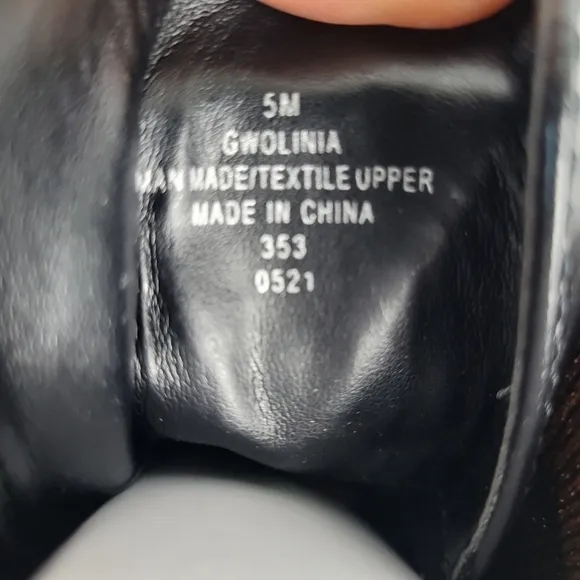 5M
GWOLINIA
MAN MADE/TEXTILE UPPER
MADE IN CHINA
353
0521